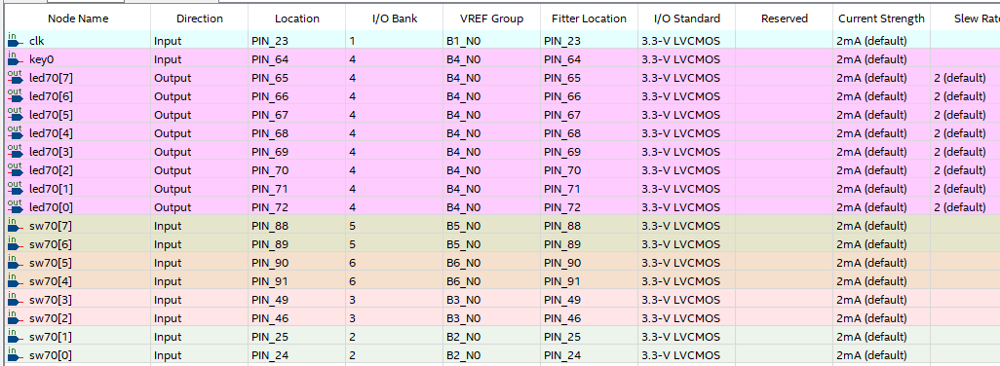 Node Name Direction Location I/O Bank VREF Group Fitter Location I/O Standard Reserved Current Strength Slew Rate
in clk Input PIN_23 1 B1_N0 PIN_23 3.3-V LVCMOS 2mA (default)
in key0 Input PIN_64 4 B4_N0 PIN_64 3.3-V LVCMOS 2mA (default)
out led70[7] Output PIN_65 4 B4_N0 PIN_65 3.3-V LVCMOS 2mA (default) 2 (default)
out led70[6] Output PIN_66 4 B4_N0 PIN_66 3.3-V LVCMOS 2mA (default) 2 (default)
out led70[5] Output PIN_67 4 B4_N0 PIN_67 3.3-V LVCMOS 2mA (default) 2 (default)
out led70[4] Output PIN_68 4 B4_N0 PIN_68 3.3-V LVCMOS 2mA (default) 2 (default)
out led70[3] Output PIN_69 4 B4_N0 PIN_69 3.3-V LVCMOS 2mA (default) 2 (default)
out led70[2] Output PIN_70 4 B4_N0 PIN_70 3.3-V LVCMOS 2mA (default) 2 (default)
out led70[1] Output PIN_71 4 B4_N0 PIN_71 3.3-V LVCMOS 2mA (default) 2 (default)
out led70[0] Output PIN_72 4 B4_N0 PIN_72 3.3-V LVCMOS 2mA (default) 2 (default)
in sw70[7] Input PIN_88 5 B5_N0 PIN_88 3.3-V LVCMOS 2mA (default)
in sw70[6] Input PIN_89 5 B5_N0 PIN_89 3.3-V LVCMOS 2mA (default)
in sw70[5] Input PIN_90 6 B6_N0 PIN_90 3.3-V LVCMOS 2mA (default)
in sw70[4] Input PIN_91 6 B6_N0 PIN_91 3.3-V LVCMOS 2mA (default)
in sw70[3] Input PIN_49 3 B3_N0 PIN_49 3.3-V LVCMOS 2mA (default)
in sw70[2] Input PIN_46 3 B3_N0 PIN_46 3.3-V LVCMOS 2mA (default)
in sw70[1] Input PIN_25 2 B2_N0 PIN_25 3.3-V LVCMOS 2mA (default)
in sw70[0] Input PIN_24 2 B2_N0 PIN_24 3.3-V LVCMOS 2mA (default)